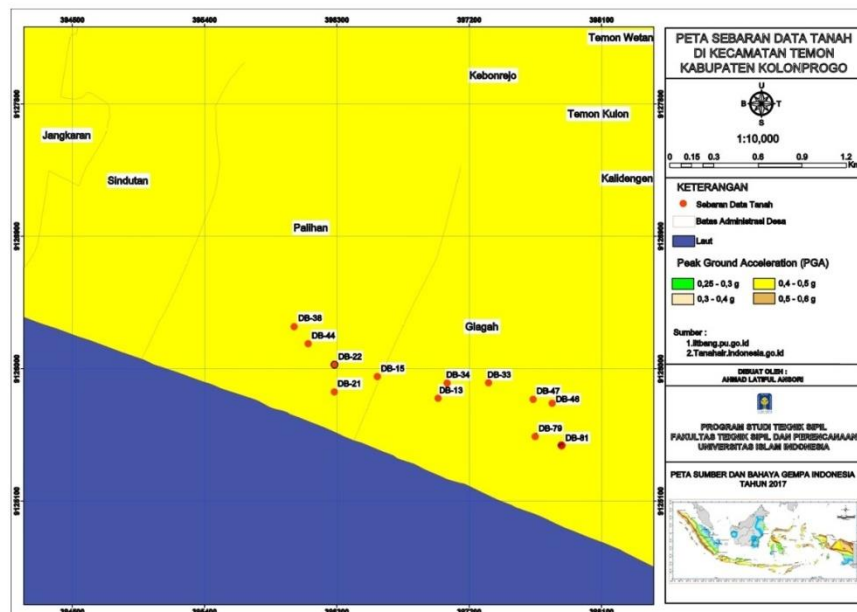 394500
395400
396300
397200
398100
Temon Wetan
Kebonrejo
Temon Kulon
Jangkaran
Sindutan
Kalidengen
Palihan
Glagah
DB-38
DB-44
DB-22
DB-15
DB-21
DB-34
DB-33
DB-13
DB-47
DB-46
DB-79
DB-81
9127800
9126900
9126000
9125100
PETA SEBARAN DATA TANAH
DI KECAMATAN TEMON
KABUPATEN KOLONPROGO
U
B T
S
1:10,000
0 0.15 0.3 0.6 0.9 1.2
KETERANGAN
Sebaran Data Tanah
Batas Administrasi Desa
Laut
Peak Ground Acceleration (PGA)
0,25 - 0,3 g 0,4 - 0,5 g
0,3 - 0,4 g 0,5 - 0,6 g
Sumber :
1.litbang.pu.go.id
2.Tanahair.indonesia.go.id
DIBUAT OLEH :
AHMAD LATIFUL ANSORI
PROGRAM STUDI TEKNIK SIPIL
FAKULTAS TEKNIK SIPIL DAN PERENCANAAN
UNIVERSITAS ISLAM INDONESIA
PETA SUMBER DAN BAHAYA GEMPA INDONESIA
TAHUN 2017